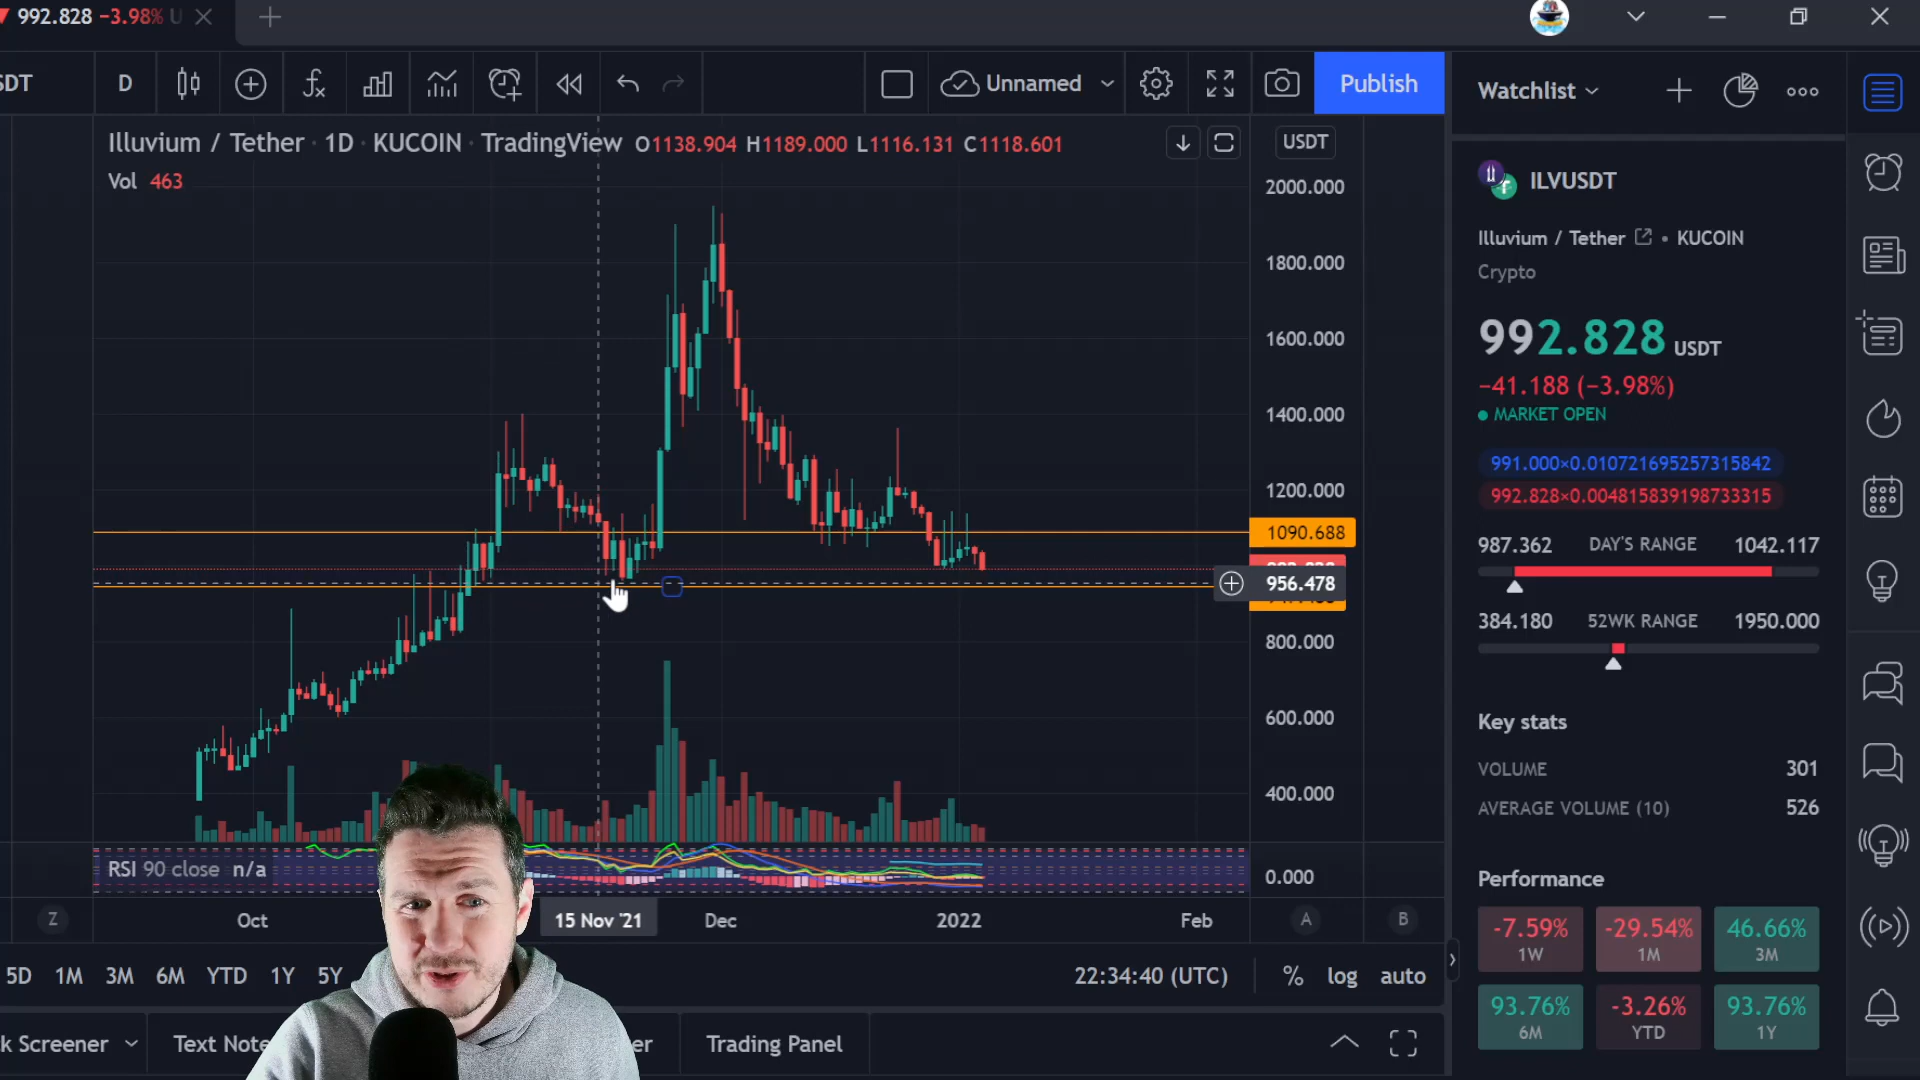 992.828 −3.98% U
DT
D
Unnamed
Publish
Watchlist
Illuvium / Tether · 1D · KUCOIN · TradingView O1138.904 H1189.000 L1116.131 C1118.601
USDT
Vol 463
2000.000
1800.000
1600.000
1400.000
1200.000
1090.688
956.478
800.000
600.000
400.000
RSI 90 close n/a
0.000
Z
Oct
15 Nov '21
Dec
2022
Feb
A
B
5D 1M 3M 6M YTD 1Y 5Y
22:34:40 (UTC)
% log auto
k Screener
Text Note
er
Trading Panel
ILVUSDT
Illuvium / Tether • KUCOIN
Crypto
992.828 USDT
−41.188 (−3.98%)
MARKET OPEN
991.000×0.010721695257315842
992.828×0.004815839198733315
987.362 DAY'S RANGE 1042.117
384.180 52WK RANGE 1950.000
Key stats
VOLUME 301
AVERAGE VOLUME (10) 526
Performance
-7.59% -29.54% 46.66%
1W 1M 3M
93.76% -3.26% 93.76%
6M YTD 1Y